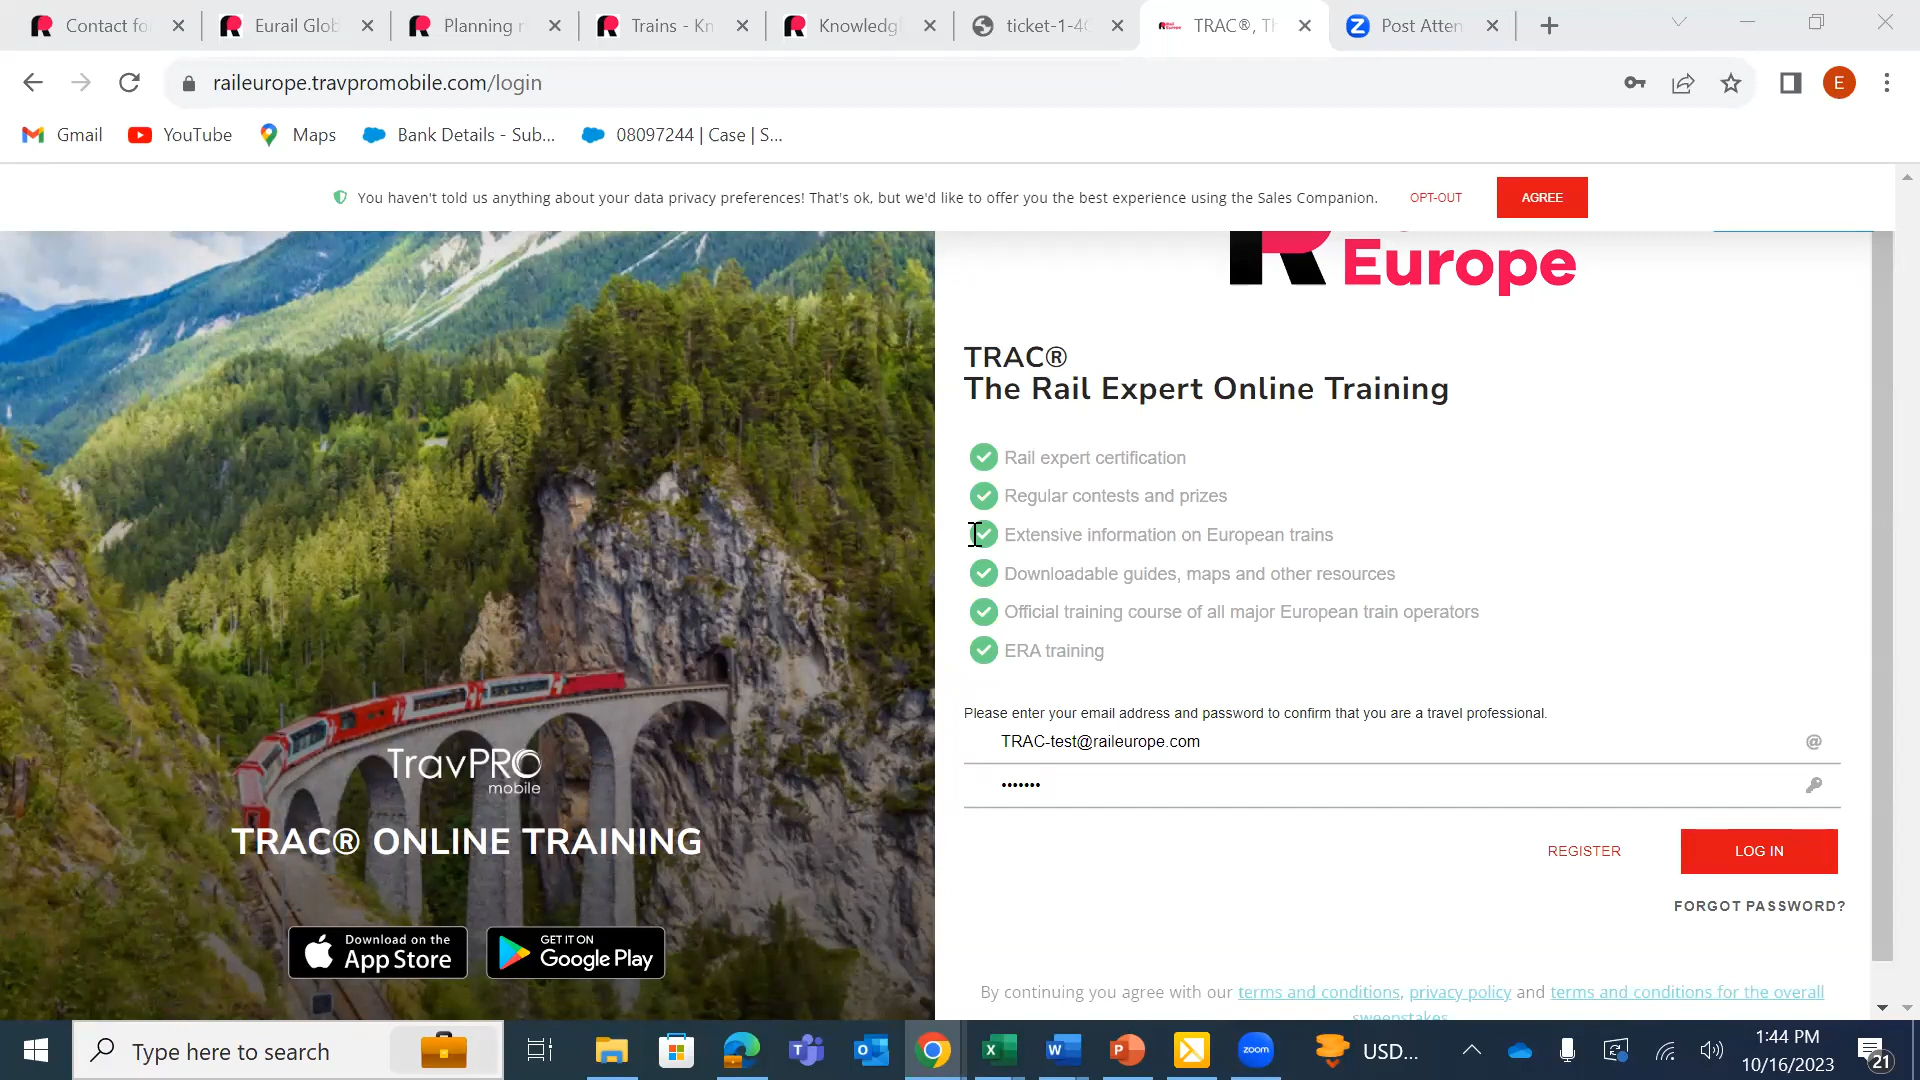 Contact fo
Eurail Glob
Planning r
Trains - Kn
Knowledg
ticket-1-4
TRAC®, Th
Post Atten
raileurope.travpromobile.com/login
E
Gmail
YouTube
Maps
Bank Details - Sub...
08097244 | Case | S...
You haven't told us anything about your data privacy preferences! That's ok, but we'd like to offer you the best experience using the Sales Companion.
OPT-OUT
AGREE
Europe
TRAC®
The Rail Expert Online Training
Rail expert certification
Regular contests and prizes
Extensive information on European trains
Downloadable guides, maps and other resources
Official training course of all major European train operators
ERA training
Please enter your email address and password to confirm that you are a travel professional.
TRAC-test@raileurope.com
•••••••
REGISTER
LOG IN
FORGOT PASSWORD?
By continuing you agree with our terms and conditions, privacy policy and terms and conditions for the overall
sweepstakes
TravPRO
mobile
TRAC® ONLINE TRAINING
Download on the
App Store
GET IT ON
Google Play
Type here to search
zoom
USD...
1:44 PM
10/16/2023
21